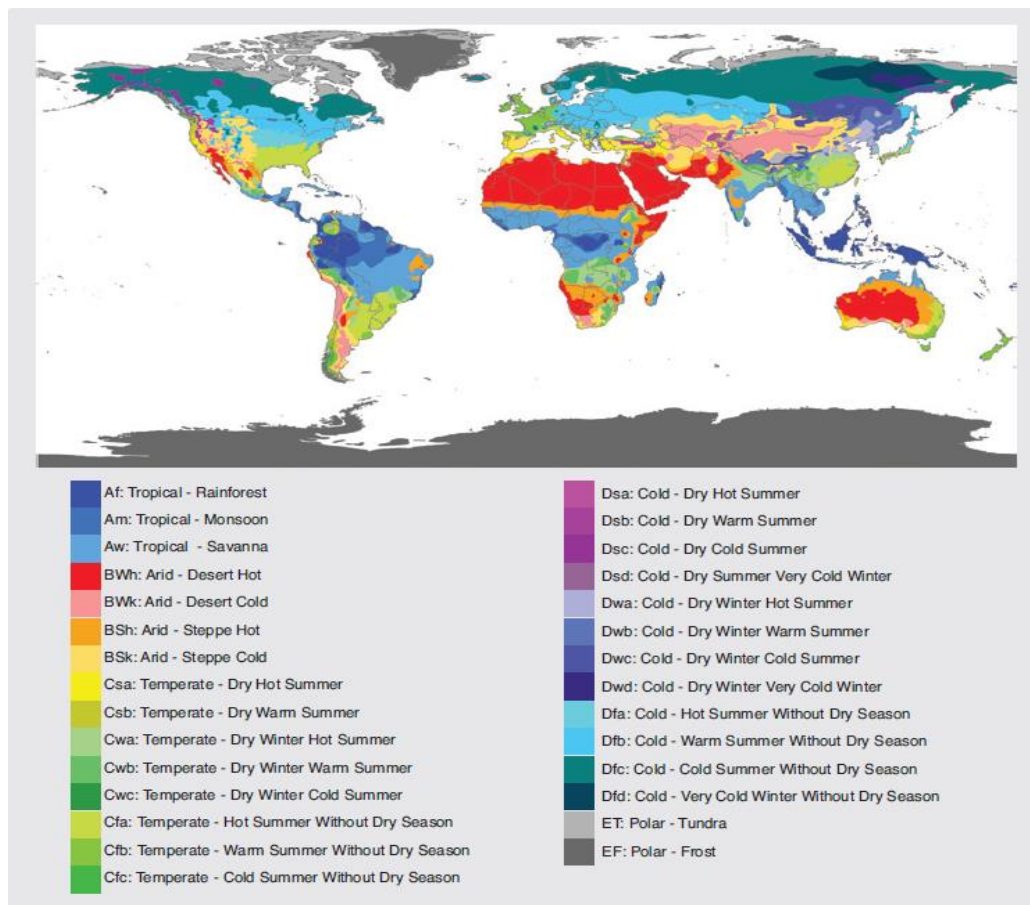 Af: Tropical - Rainforest
Am: Tropical - Monsoon
Aw: Tropical - Savanna
BWh: Arid - Desert Hot
BWk: Arid - Desert Cold
BSh: Arid - Steppe Hot
BSk: Arid - Steppe Cold
Csa: Temperate - Dry Hot Summer
Csb: Temperate - Dry Warm Summer
Cwa: Temperate - Dry Winter Hot Summer
Cwb: Temperate - Dry Winter Warm Summer
Cwc: Temperate - Dry Winter Cold Summer
Cfa: Temperate - Hot Summer Without Dry Season
Cfb: Temperate - Warm Summer Without Dry Season
Cfc: Temperate - Cold Summer Without Dry Season
Dsa: Cold - Dry Hot Summer
Dsb: Cold - Dry Warm Summer
Dsc: Cold - Dry Cold Summer
Dsd: Cold - Dry Summer Very Cold Winter
Dwa: Cold - Dry Winter Hot Summer
Dwb: Cold - Dry Winter Warm Summer
Dwc: Cold - Dry Winter Cold Summer
Dwd: Cold - Dry Winter Very Cold Winter
Dfa: Cold - Hot Summer Without Dry Season
Dfb: Cold - Warm Summer Without Dry Season
Dfc: Cold - Cold Summer Without Dry Season
Dfd: Cold - Very Cold Winter Without Dry Season
ET: Polar - Tundra
EF: Polar - Frost